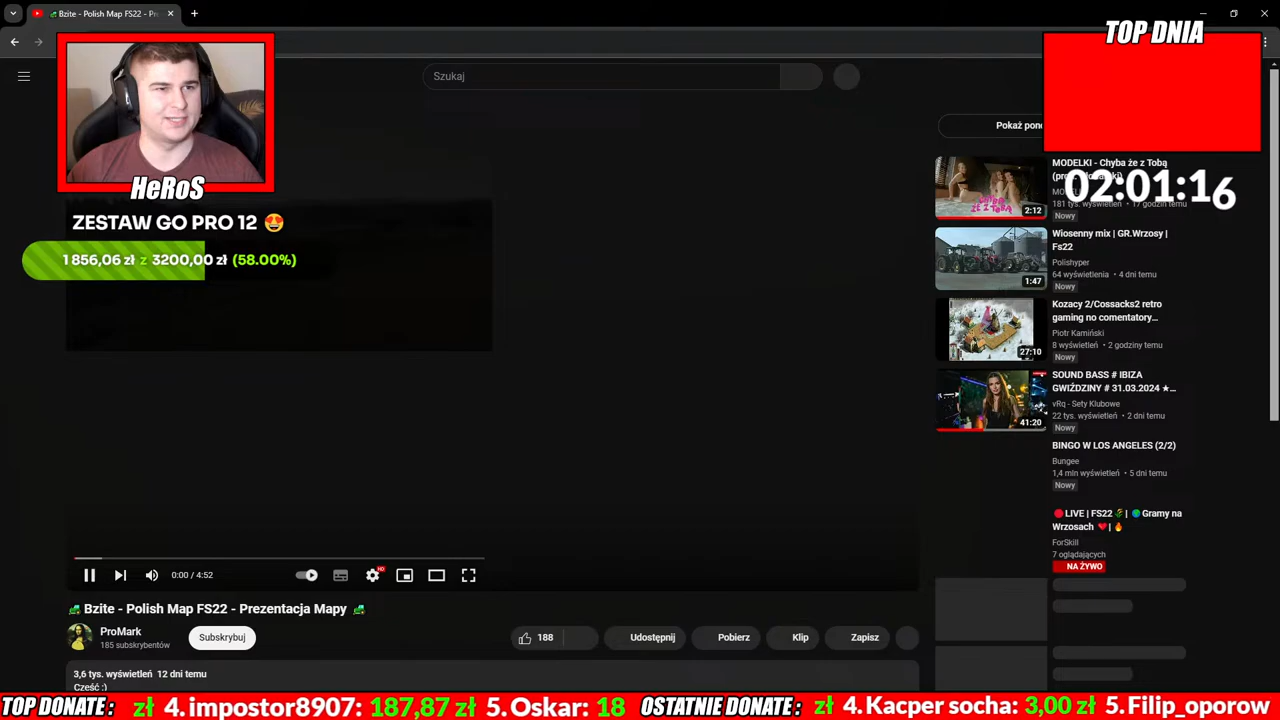 Bzite - Polish Map FS22 - Pre
TOP DNIA
Szukaj
HeRoS
ZESTAW GO PRO 12 😍
1 856,06 zł z 3200,00 zł (58.00%)
0:00 / 4:52
HD
🚜 Bzite - Polish Map FS22 - Prezentacja Mapy 🚜
ProMark
185 subskrybentów
Subskrybuj
188
Udostępnij
Pobierz
Klip
Zapisz
3,6 tys. wyświetleń 12 dni temu
Cześć :)
Pokaż pon
MODELKI - Chyba że z Tobą
02:01:16
181 tys. wyświetleń • 17 godzin temu
Nowy
2:12
Wiosenny mix | GR.Wrzosy |
Fs22
Polishyper
64 wyświetlenia • 4 dni temu
Nowy
1:47
Kozacy 2/Cossacks2 retro
gaming no comentatory…
Piotr Kamiński
8 wyświetleń • 2 godziny temu
Nowy
27:10
SOUND BASS # IBIZA
GWIŹDZINY # 31.03.2024 ★…
vRq - Sety Klubowe
22 tys. wyświetleń • 2 dni temu
Nowy
41:20
BINGO W LOS ANGELES (2/2)
Bungee
1,4 mln wyświetleń • 5 dni temu
Nowy
🔴LIVE | FS22🌽| 🌍Gramy na
Wrzosach ❤️| 🔥
ForSkill
7 oglądających
NA ŻYWO
TOP DONATE : zł 4. impostor8907: 187,87 zł 5. Oskar: 18
OSTATNIE DONATE : zł 4. Kacper socha: 3,00 zł 5. Filip_oporow